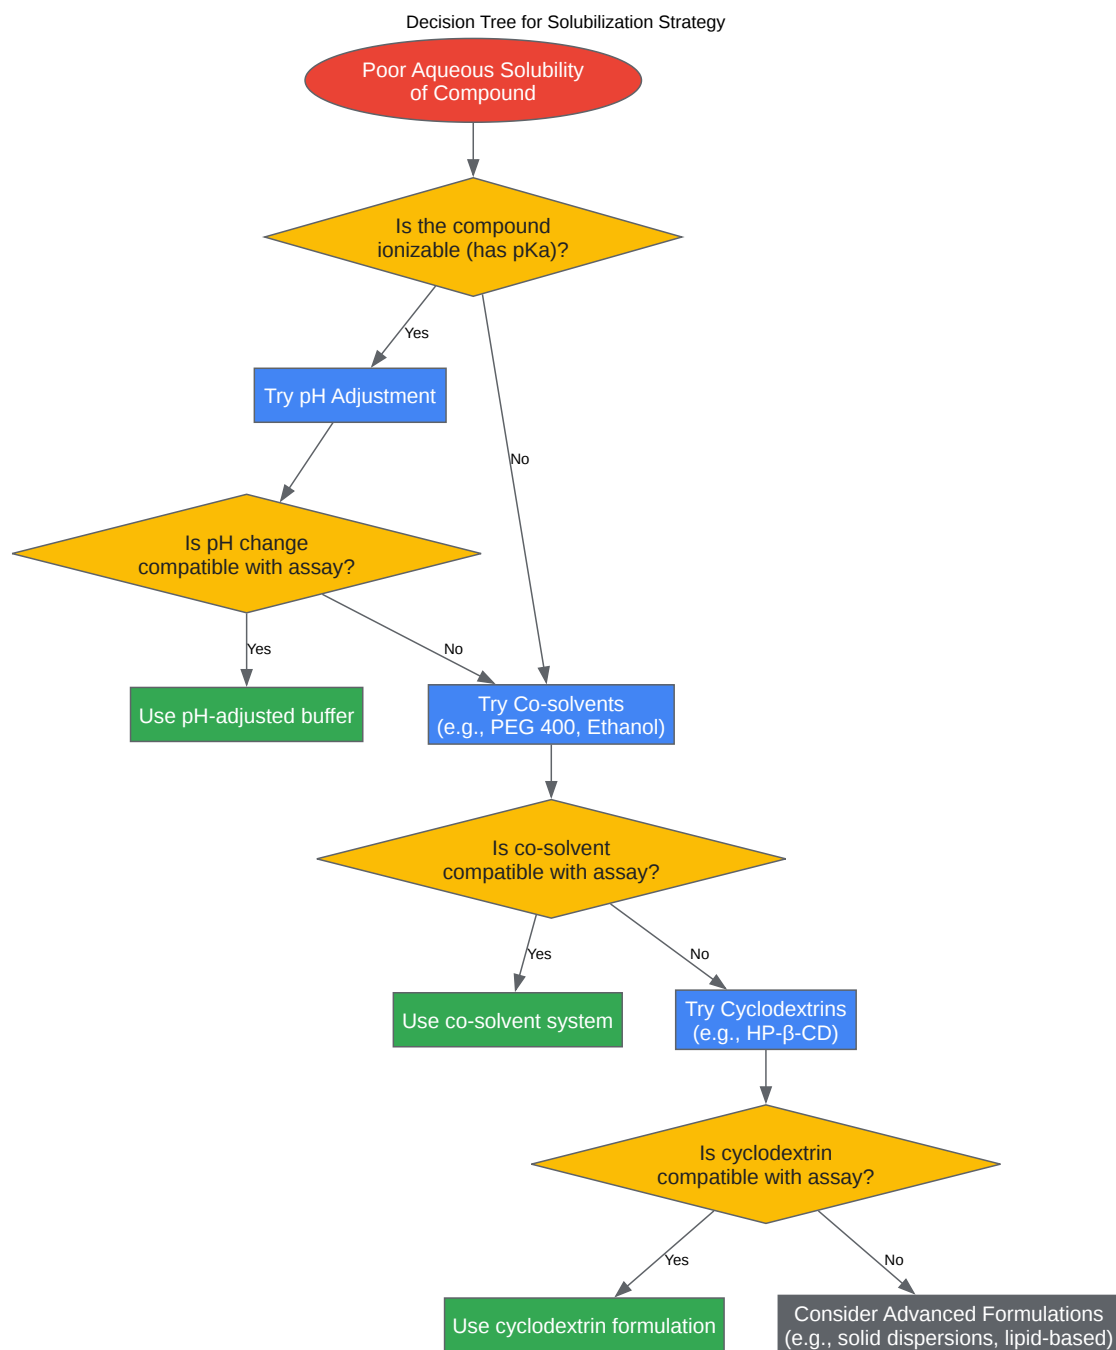 Decision Tree for Solubilization Strategy
Poor Aqueous Solubility
of Compound
Is the compound
ionizable (has pKa)?
Yes
Try pH Adjustment
No
Is pH change
compatible with assay?
Yes
No
Use pH-adjusted buffer
Try Co-solvents
(e.g., PEG 400, Ethanol)
Is co-solvent
compatible with assay?
Yes
No
Use co-solvent system
Try Cyclodextrins
(e.g., HP-β-CD)
Is cyclodextrin
compatible with assay?
Yes
No
Use cyclodextrin formulation
Consider Advanced Formulations
(e.g., solid dispersions, lipid-based)